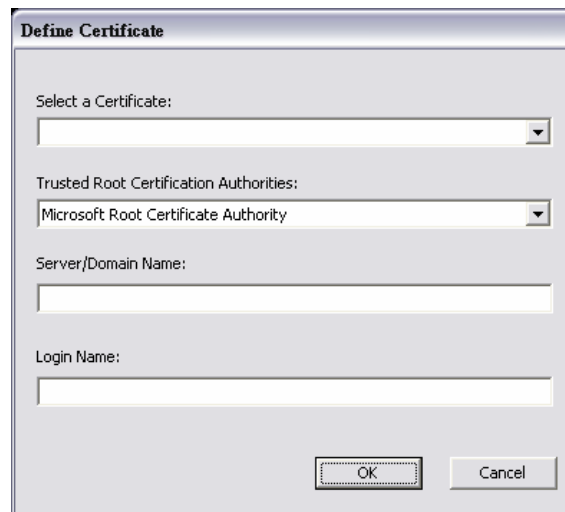 Define Certificate
Select a Certificate:
Trusted Root Certification Authorities:
Microsoft Root Certificate Authority
Server/Domain Name:
Login Name:
OK
Cancel